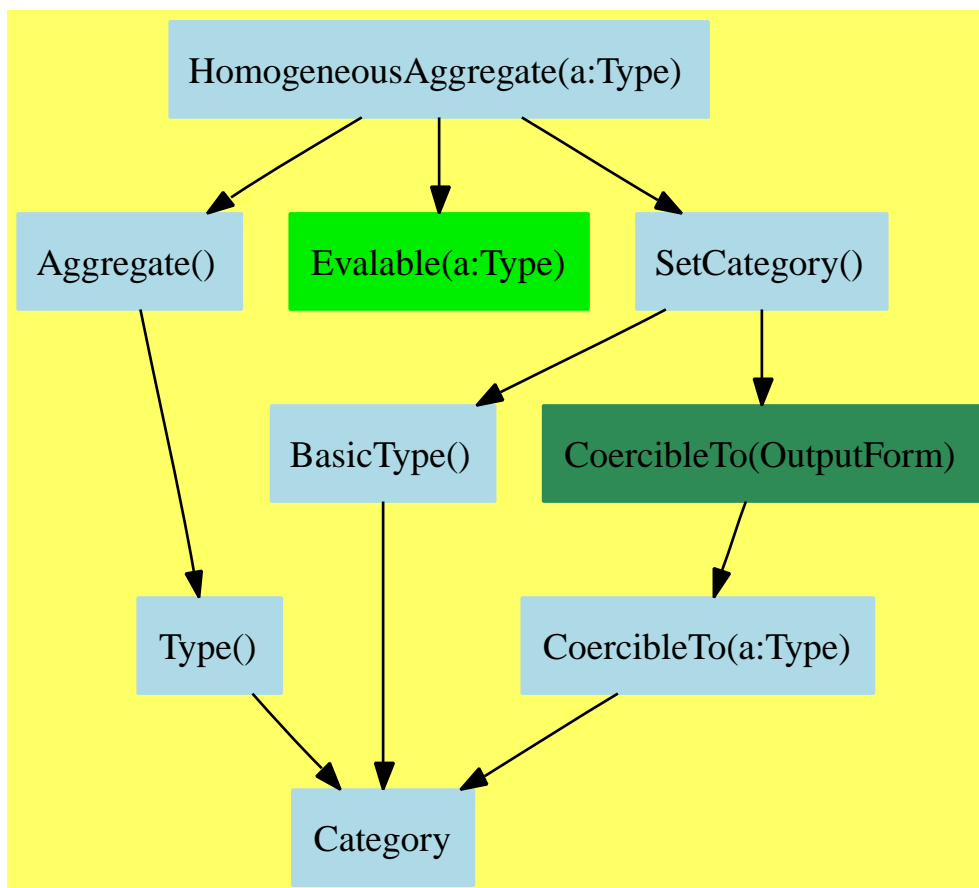 HomogeneousAggregate(a:Type)
Aggregate()
Evalable(a:Type)
SetCategory()
BasicType()
CoercibleTo(OutputForm)
Type()
CoercibleTo(a:Type)
Category